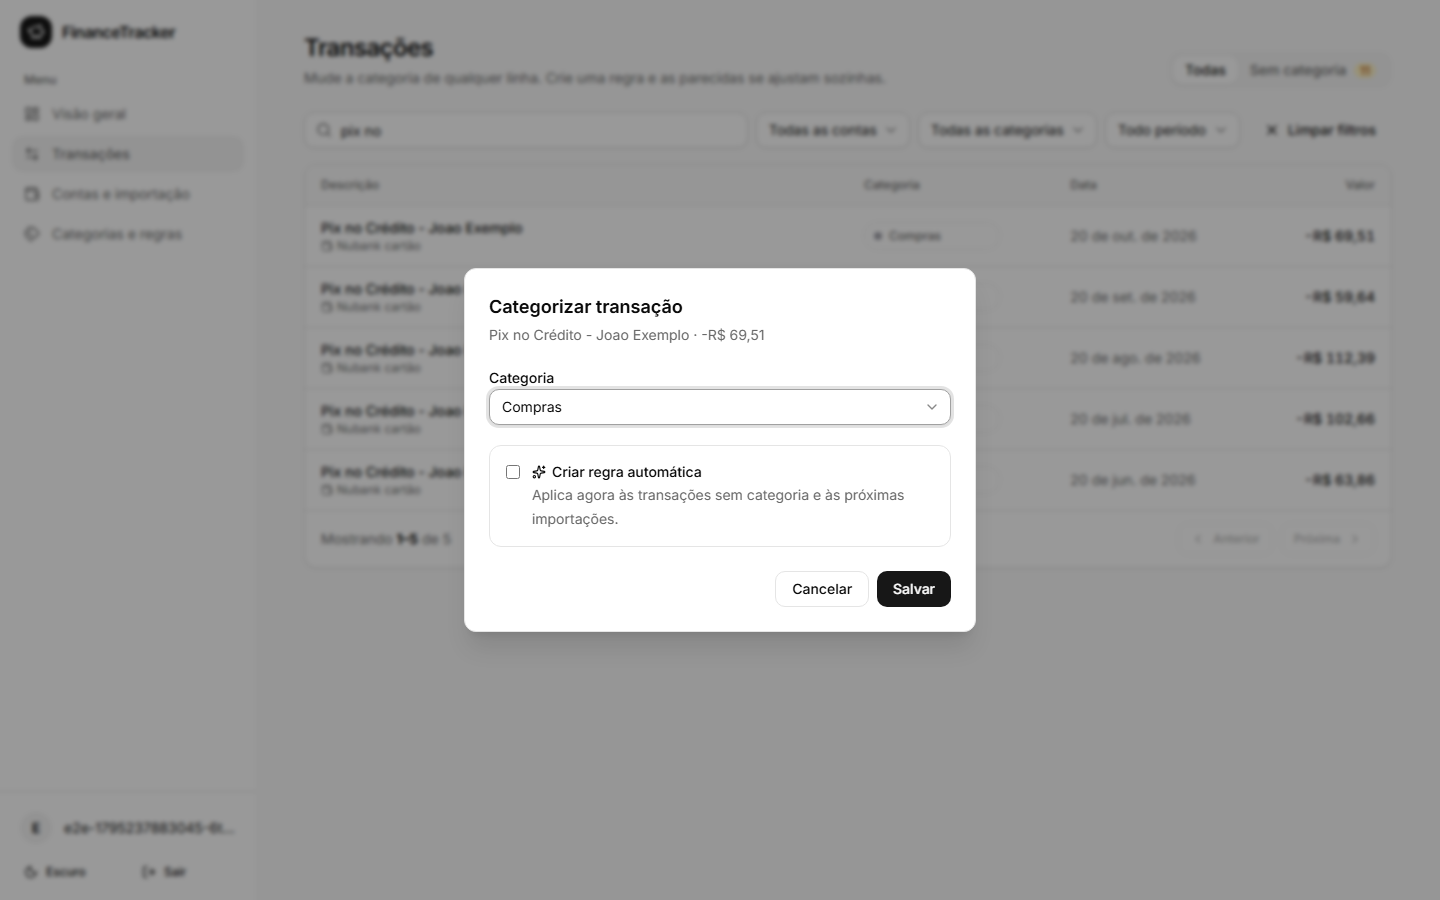 FinanceTracker
Menu
Visão geral
Transações
Contas e importação
Categorias e regras
Transações
Mude a categoria de qualquer linha. Crie uma regra e as parecidas se ajustam sozinhas.
Todas
Sem categoria
pix no
Todas as contas
Todas as categorias
Todo período
Limpar filtros
Descrição Categoria Data Valor
Pix no Crédito - Joao Exemplo
Nubank cartão
Compras
20 de out. de 2026
-R$ 69,51
Pix no Crédito - Joao
Nubank cartão
20 de set. de 2026
-R$ 59,64
Pix no Crédito - Joao
Nubank cartão
20 de ago. de 2026
-R$ 112,39
Pix no Crédito - Joao
Nubank cartão
20 de jul. de 2026
-R$ 102,66
Pix no Crédito - Joao
Nubank cartão
20 de jun. de 2026
-R$ 63,86
Mostrando 1-5 de 5
Anterior
Próxima
Categorizar transação
Pix no Crédito - Joao Exemplo · -R$ 69,51
Categoria
Compras
Criar regra automática
Aplica agora às transações sem categoria e às próximas
importações.
Cancelar
Salvar
E
e2e-1795237883045-6t...
Escuro
Sair